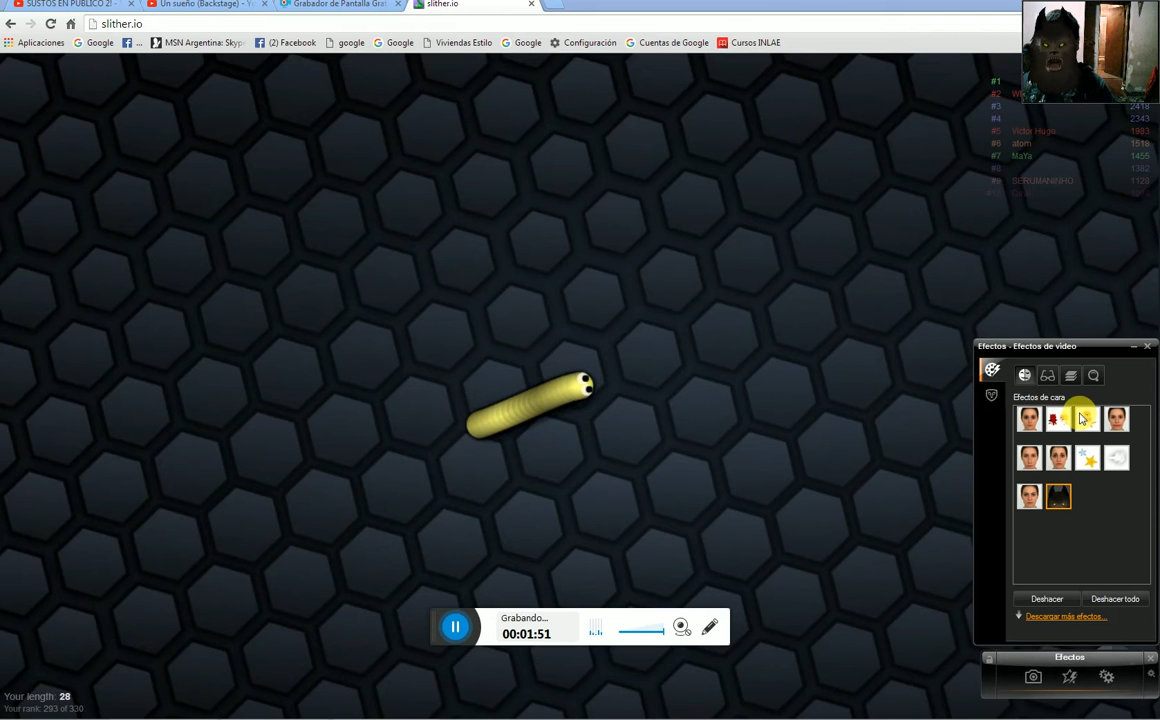 SUSTOS EN PUBLICO 2! -
Un sueño (Backstage) - Y
Grabador de Pantalla Grat
slither.io
slither.io
Aplicaciones
Google
...
MSN Argentina: Skyp
(2) Facebook
google
Google
Viviendas Estilo
Google
Configuración
Cuentas de Google
Cursos INLAE
#1
#2
#3 2418
#4 2343
#5 Victor Hugo 1983
#6 atom 1518
#7 MaYa 1455
#8 1382
#9 SERUMANINHO 1128
Efectos - Efectos de vídeo
Efectos de cara
Deshacer
Deshacer todo
Descargar más efectos...
Efectos
Grabando...
00:01:51
Your length: 28
Your rank: 293 of 330